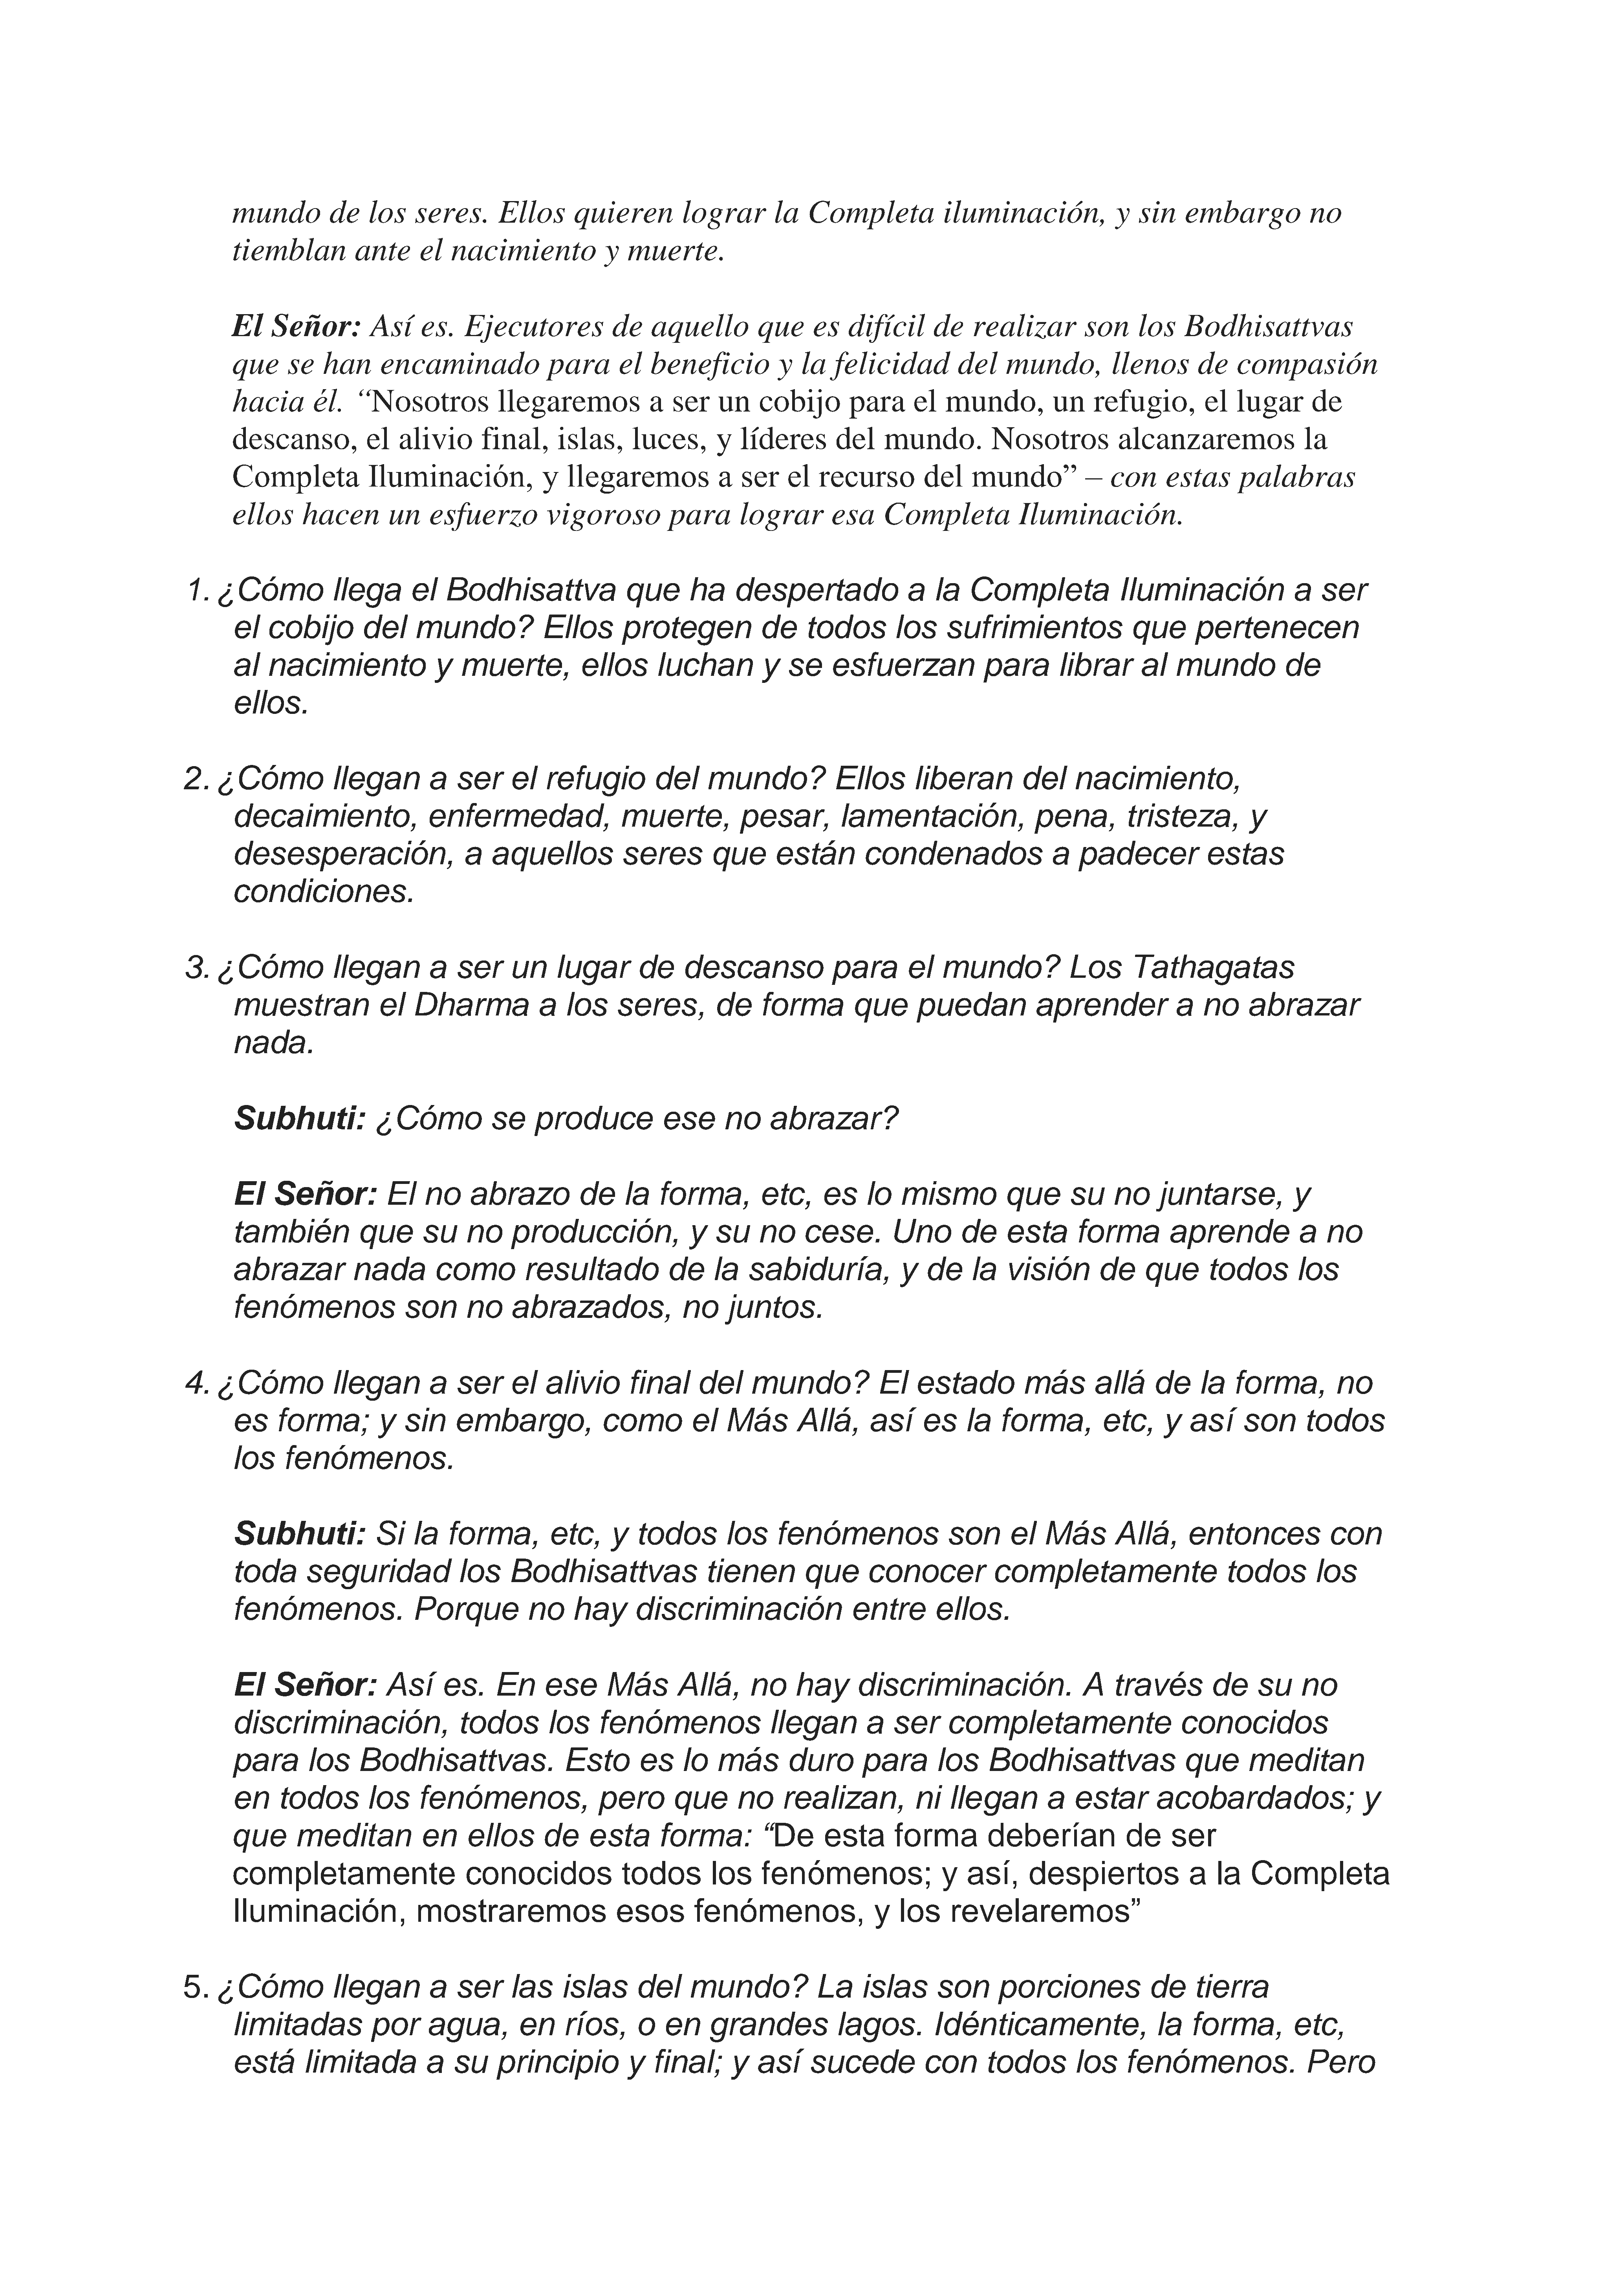 mundo de los seres. Ellos quieren lograr la Completa iluminación, y sin embargo no
tiemblan ante el nacimiento y muerte.
El Señor: Así es. Ejecutores de aquello que es difícil de realizar son los Bodhisattvas
que se han encaminado para el beneficio y la felicidad del mundo, llenos de compasión
hacia él. “Nosotros llegaremos a ser un cobijo para el mundo, un refugio, el lugar de
descanso, el alivio final, islas, luces, y líderes del mundo. Nosotros alcanzaremos la
Completa Iluminación, y llegaremos a ser el recurso del mundo” – con estas palabras
ellos hacen un esfuerzo vigoroso para lograr esa Completa Iluminación.
1. ¿Cómo llega el Bodhisattva que ha despertado a la Completa Iluminación a ser
el cobijo del mundo? Ellos protegen de todos los sufrimientos que pertenecen
al nacimiento y muerte, ellos luchan y se esfuerzan para librar al mundo de
ellos.
2. ¿Cómo llegan a ser el refugio del mundo? Ellos liberan del nacimiento,
decaimiento, enfermedad, muerte, pesar, lamentación, pena, tristeza, y
desesperación, a aquellos seres que están condenados a padecer estas
condiciones.
3. ¿Cómo llegan a ser un lugar de descanso para el mundo? Los Tathagatas
muestran el Dharma a los seres, de forma que puedan aprender a no abrazar
nada.
Subhuti: ¿Cómo se produce ese no abrazar?
El Señor: El no abrazo de la forma, etc, es lo mismo que su no juntarse, y
también que su no producción, y su no cese. Uno de esta forma aprende a no
abrazar nada como resultado de la sabiduría, y de la visión de que todos los
fenómenos son no abrazados, no juntos.
4. ¿Cómo llegan a ser el alivio final del mundo? El estado más allá de la forma, no
es forma; y sin embargo, como el Más Allá, así es la forma, etc, y así son todos
los fenómenos.
Subhuti: Si la forma, etc, y todos los fenómenos son el Más Allá, entonces con
toda seguridad los Bodhisattvas tienen que conocer completamente todos los
fenómenos. Porque no hay discriminación entre ellos.
El Señor: Así es. En ese Más Allá, no hay discriminación. A través de su no
discriminación, todos los fenómenos llegan a ser completamente conocidos
para los Bodhisattvas. Esto es lo más duro para los Bodhisattvas que meditan
en todos los fenómenos, pero que no realizan, ni llegan a estar acobardados; y
que meditan en ellos de esta forma: “De esta forma deberían de ser
completamente conocidos todos los fenómenos; y así, despiertos a la Completa
Iluminación, mostraremos esos fenómenos, y los revelaremos”
5. ¿Cómo llegan a ser las islas del mundo? La islas son porciones de tierra
limitadas por agua, en ríos, o en grandes lagos. Idénticamente, la forma, etc,
está limitada a su principio y final; y así sucede con todos los fenómenos. Pero